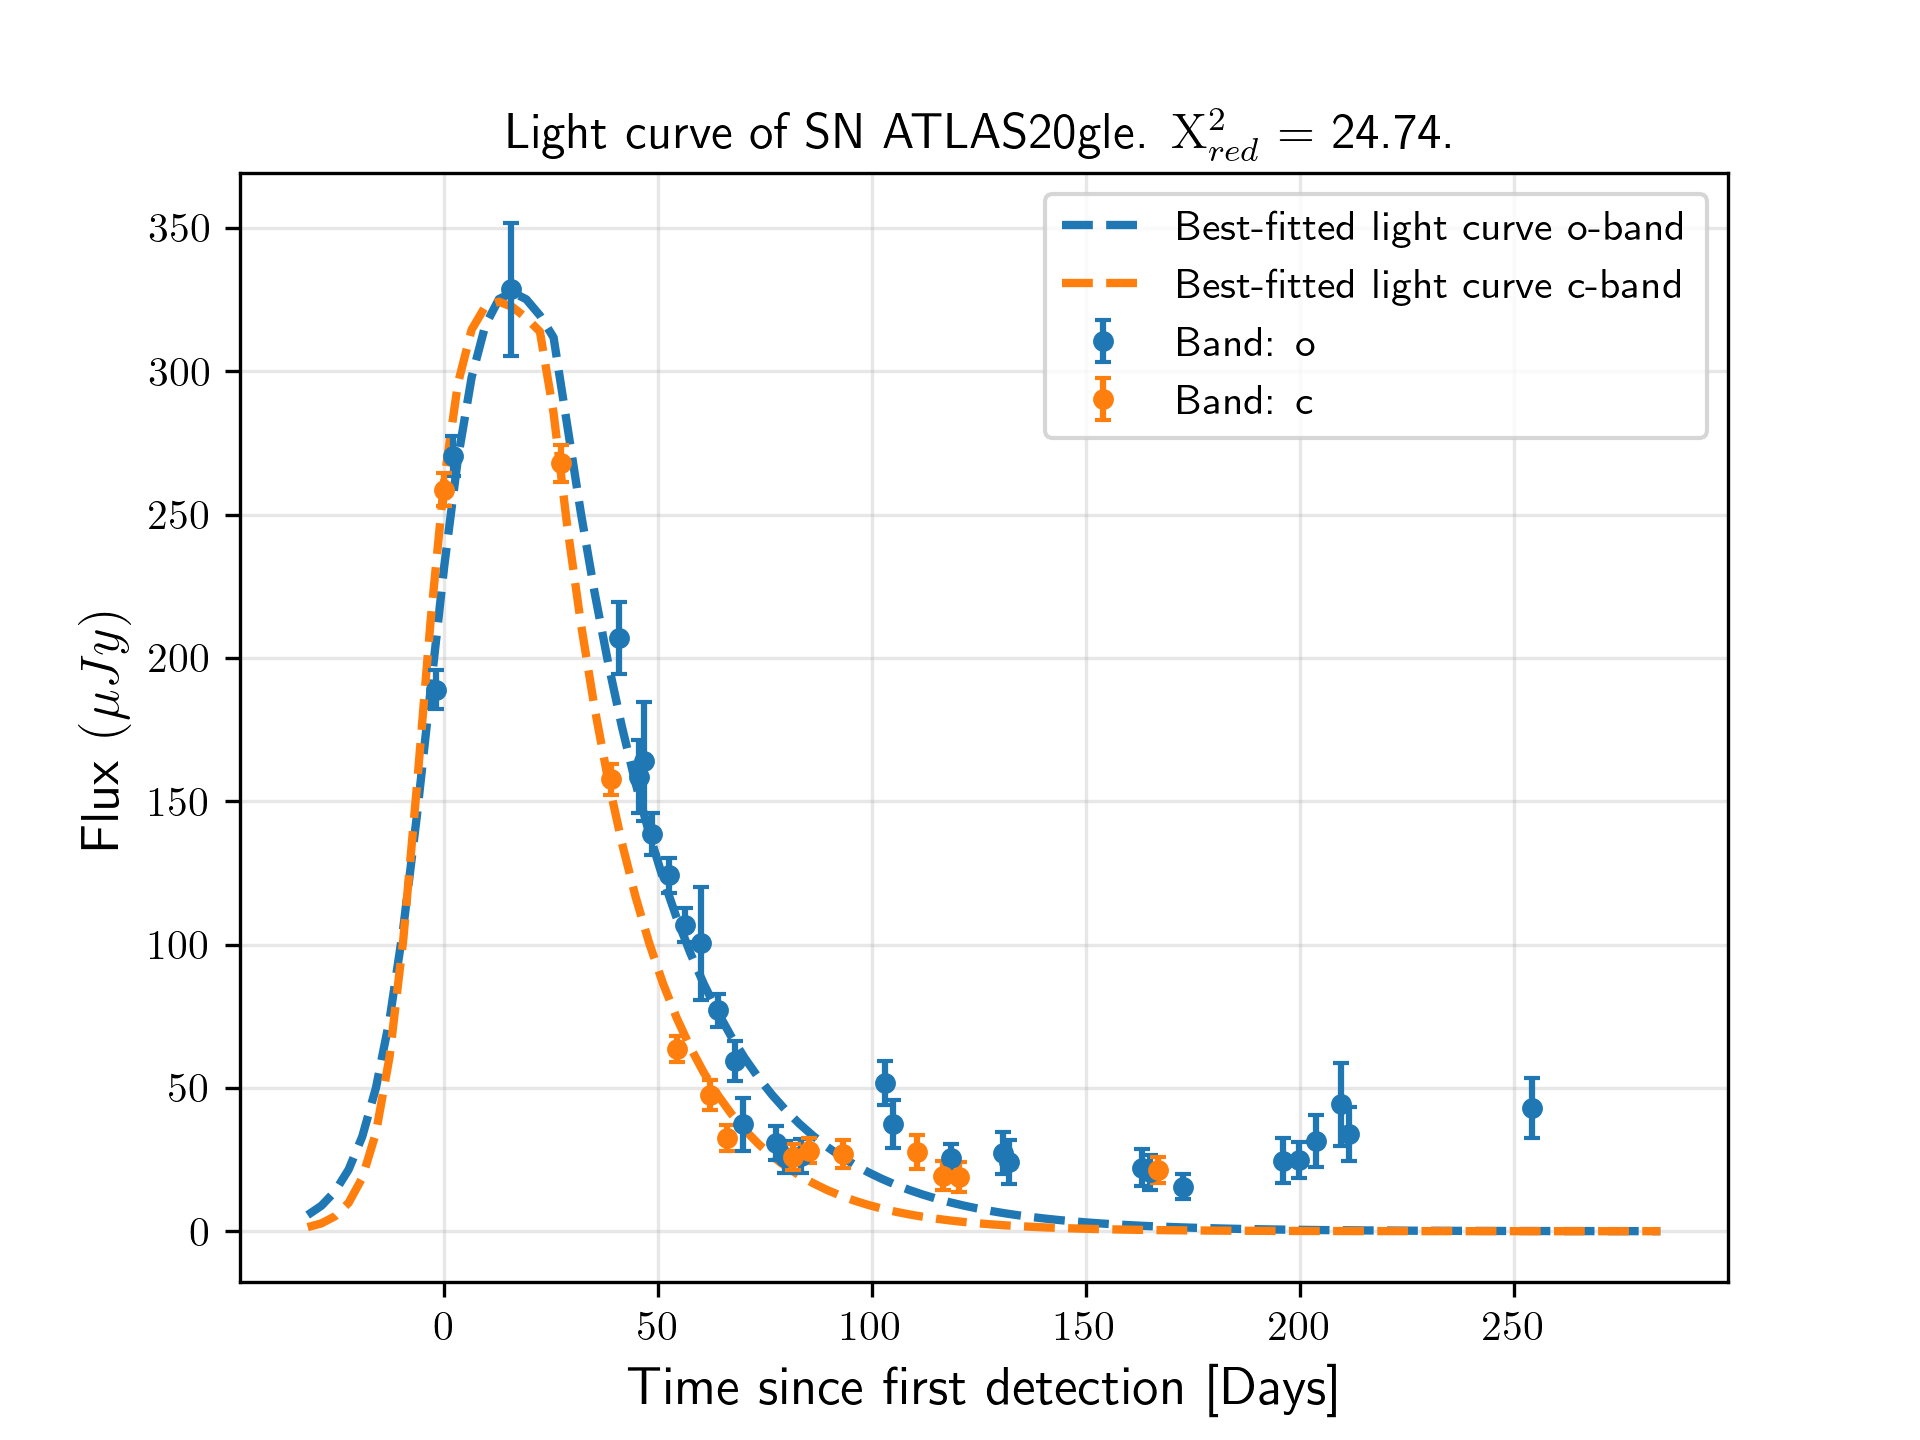 Light curve of SN ATLAS20gle. X²_red = 24.74.
Best-fitted light curve o-band
Best-fitted light curve c-band
Band: o
Band: c
Flux (μJy)
350
300
250
200
150
100
50
0
0 50 100 150 200 250
Time since first detection [Days]